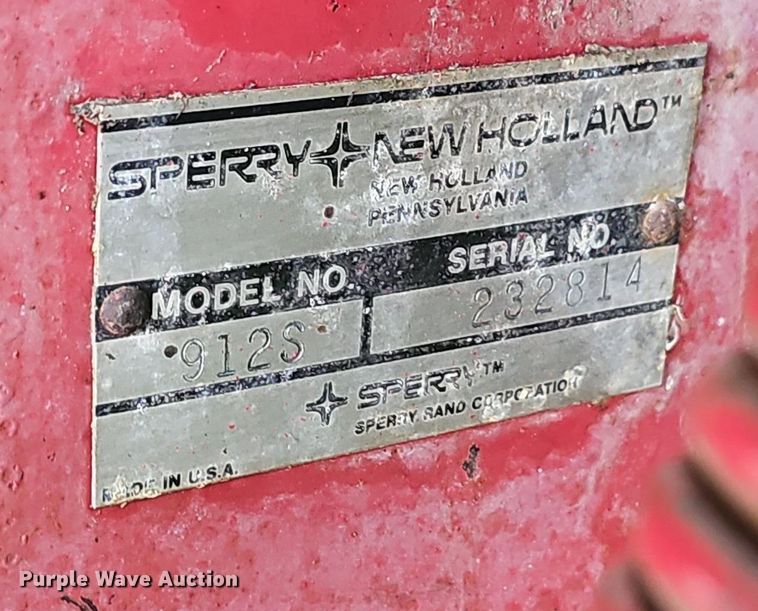 SPERRY NEW HOLLAND™
NEW HOLLAND
PENNSYLVANIA
MODEL NO. SERIAL NO.
912S 232814
SPERRY™
SPERRY RAND CORPORATION
MADE IN U.S.A.
Purple Wave Auction